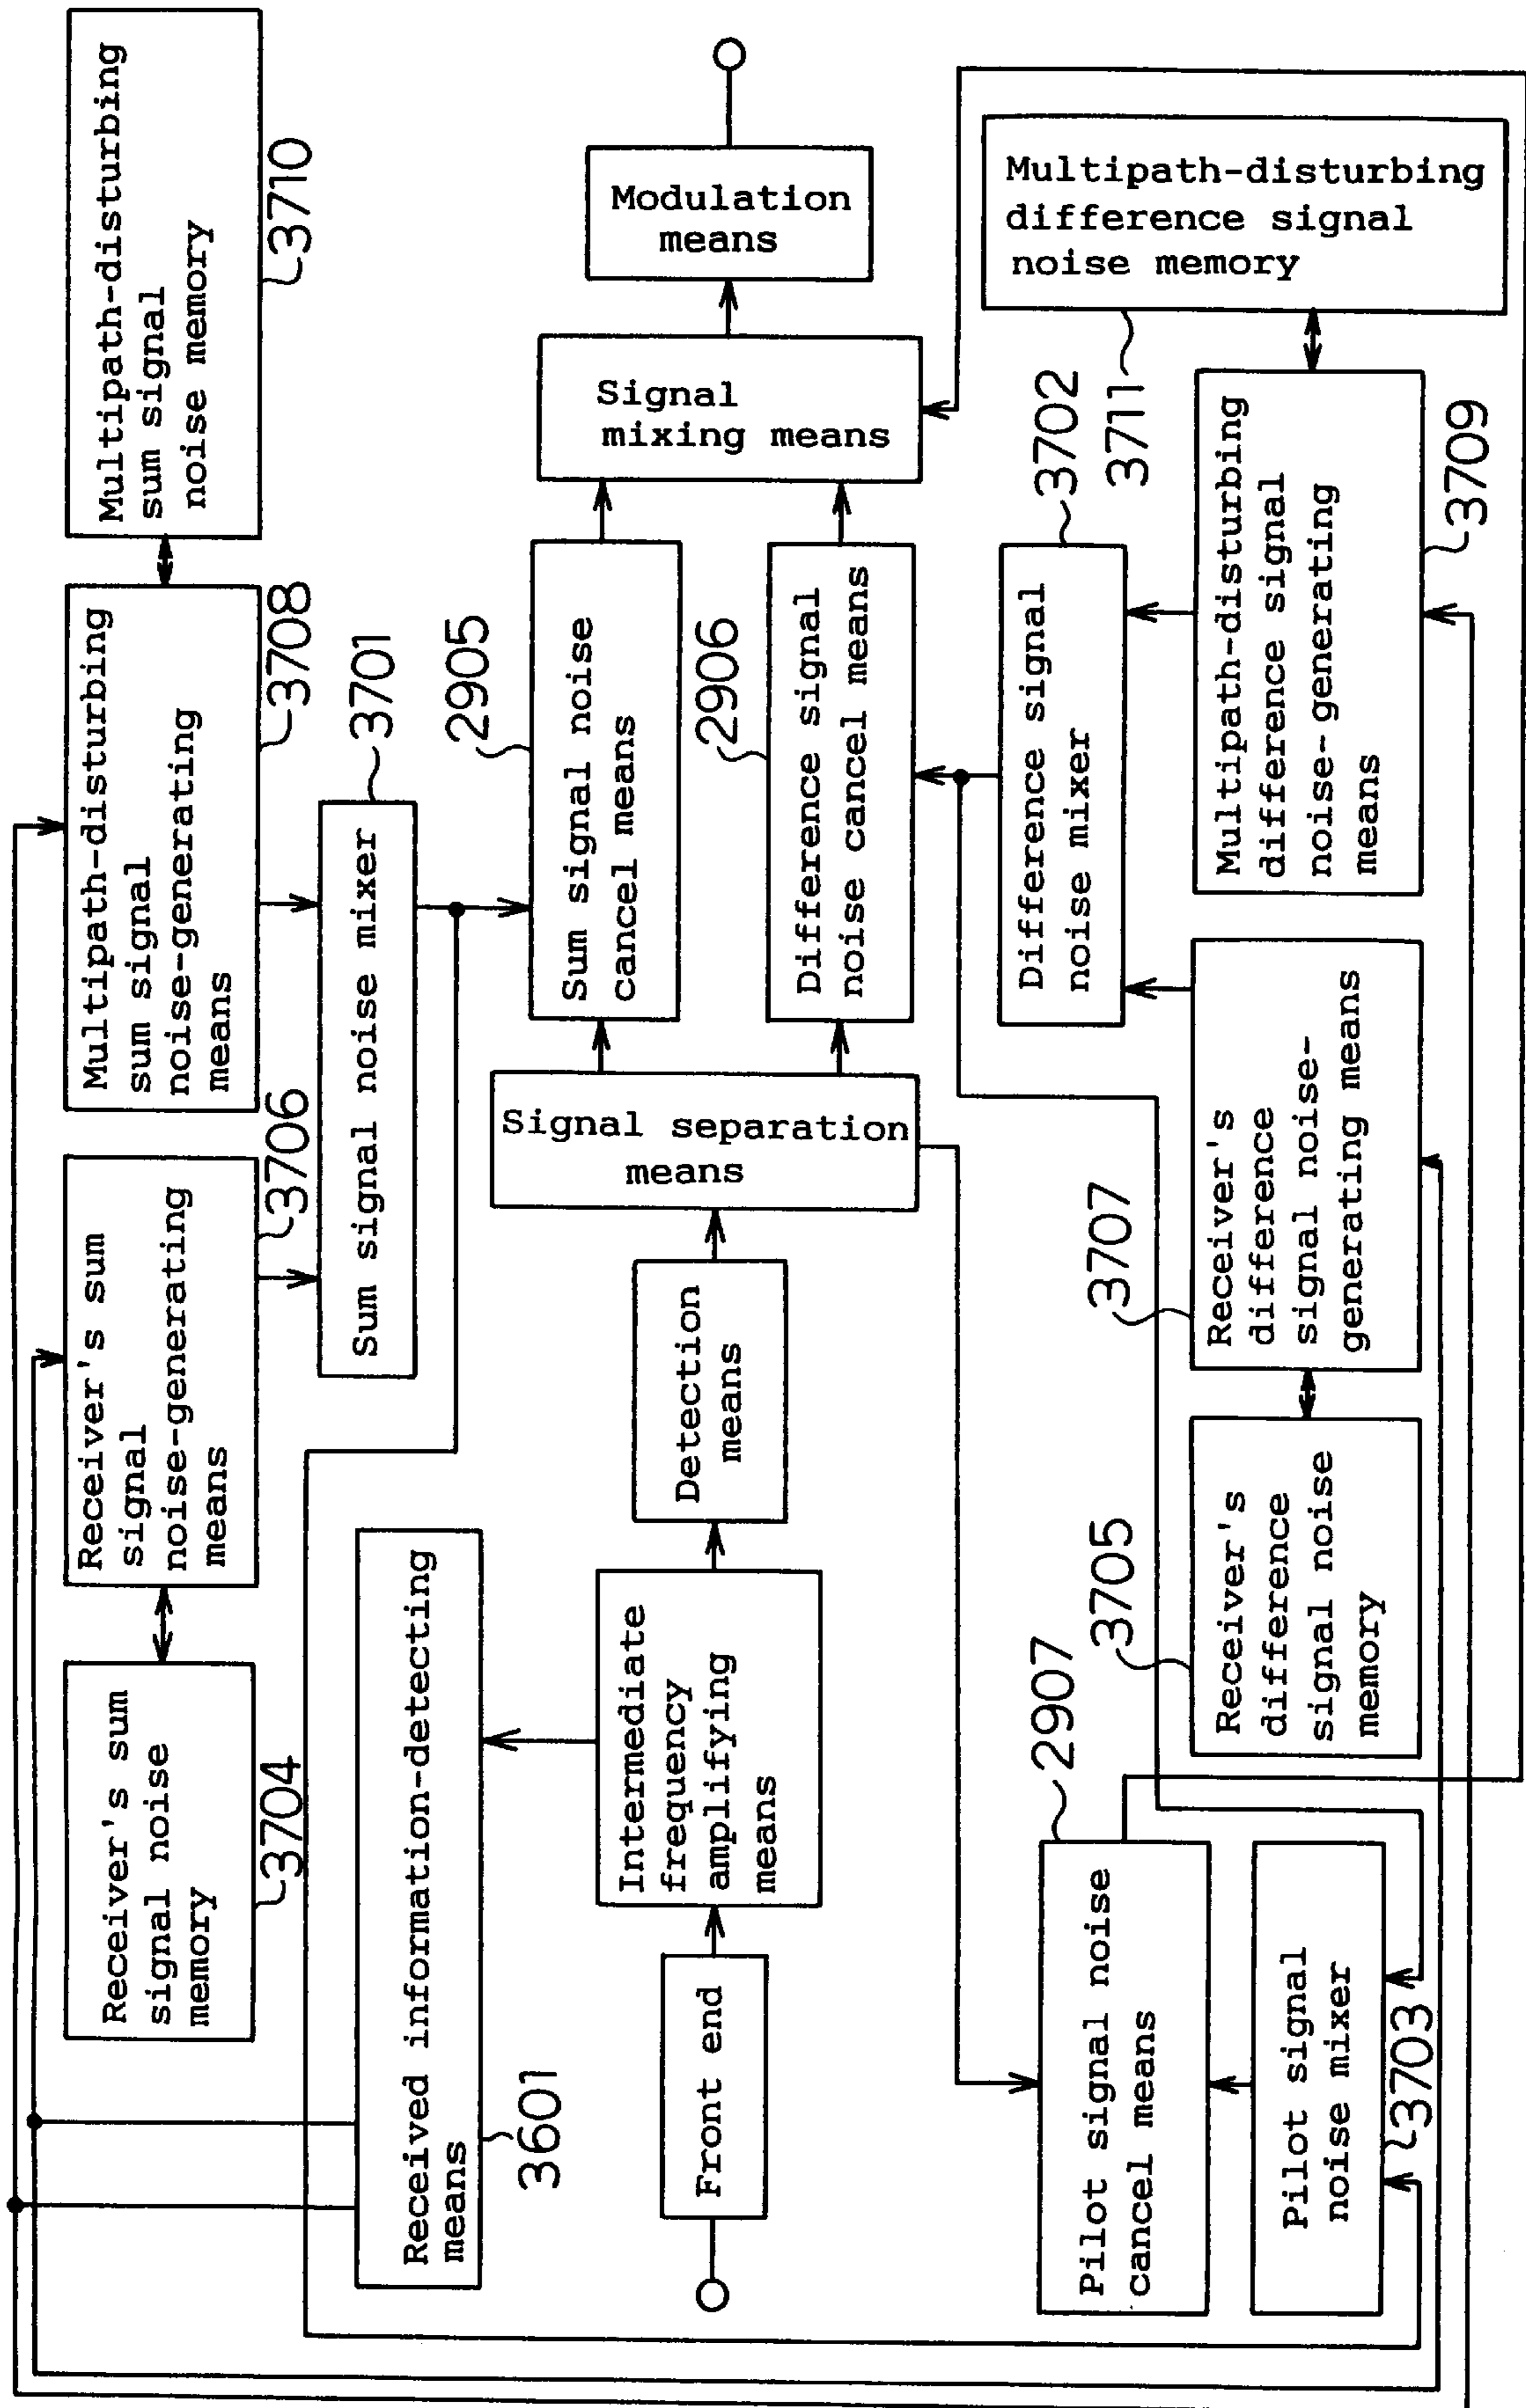 Receiver's sum
signal noise
memory
3704
Receiver's sum
signal
noise-generating
means
3706
Multipath-disturbing
sum signal
noise-generating
means
3708
Multipath-disturbing
sum signal
noise memory
3710
Sum signal noise mixer
3701
Received information-detecting
means
3601
Front end
Intermediate
frequency
amplifying
means
Detection
means
Signal separation
means
Sum signal noise
cancel means
2905
Difference signal
noise cancel means
2906
Signal
mixing means
Modulation
means
Pilot signal noise
cancel means
2907
Pilot signal
noise mixer
3703
Difference signal
noise mixer
3702
Receiver's
difference
signal noise
memory
3705
Receiver's
difference
signal noise-
generating means
3707
Multipath-disturbing
difference signal
noise-generating
means
3709
Multipath-disturbing
difference signal
noise memory
3711